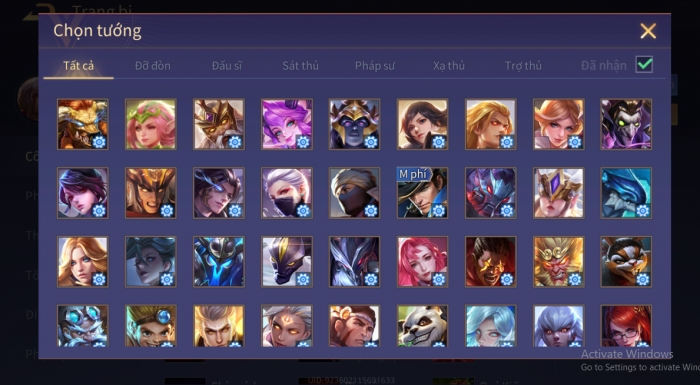 Trang bị
Chọn tướng
Tất cả Đỡ đòn Đấu sĩ Sát thủ Pháp sư Xạ thủ Trợ thủ Đã nhận
M phí
Activate Windows
Go to Settings to activate Win